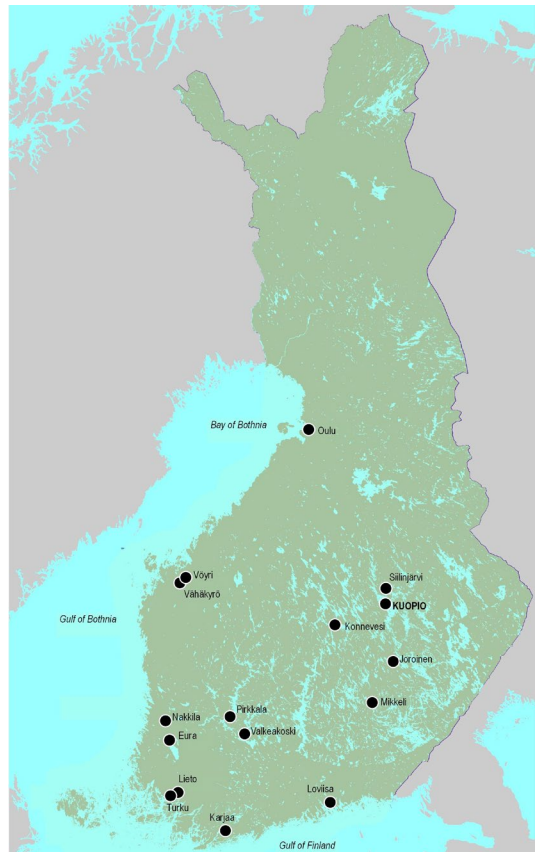 Bay of Bothnia
Oulu
Vöyri
Vähäkyrö
Siilinjärvi
KUOPIO
Gulf of Bothnia
Konnevesi
Joroinen
Mikkeli
Pirkkala
Nakkila
Valkeakoski
Eura
Lieto
Turku
Loviisa
Karjaa
Gulf of Finland